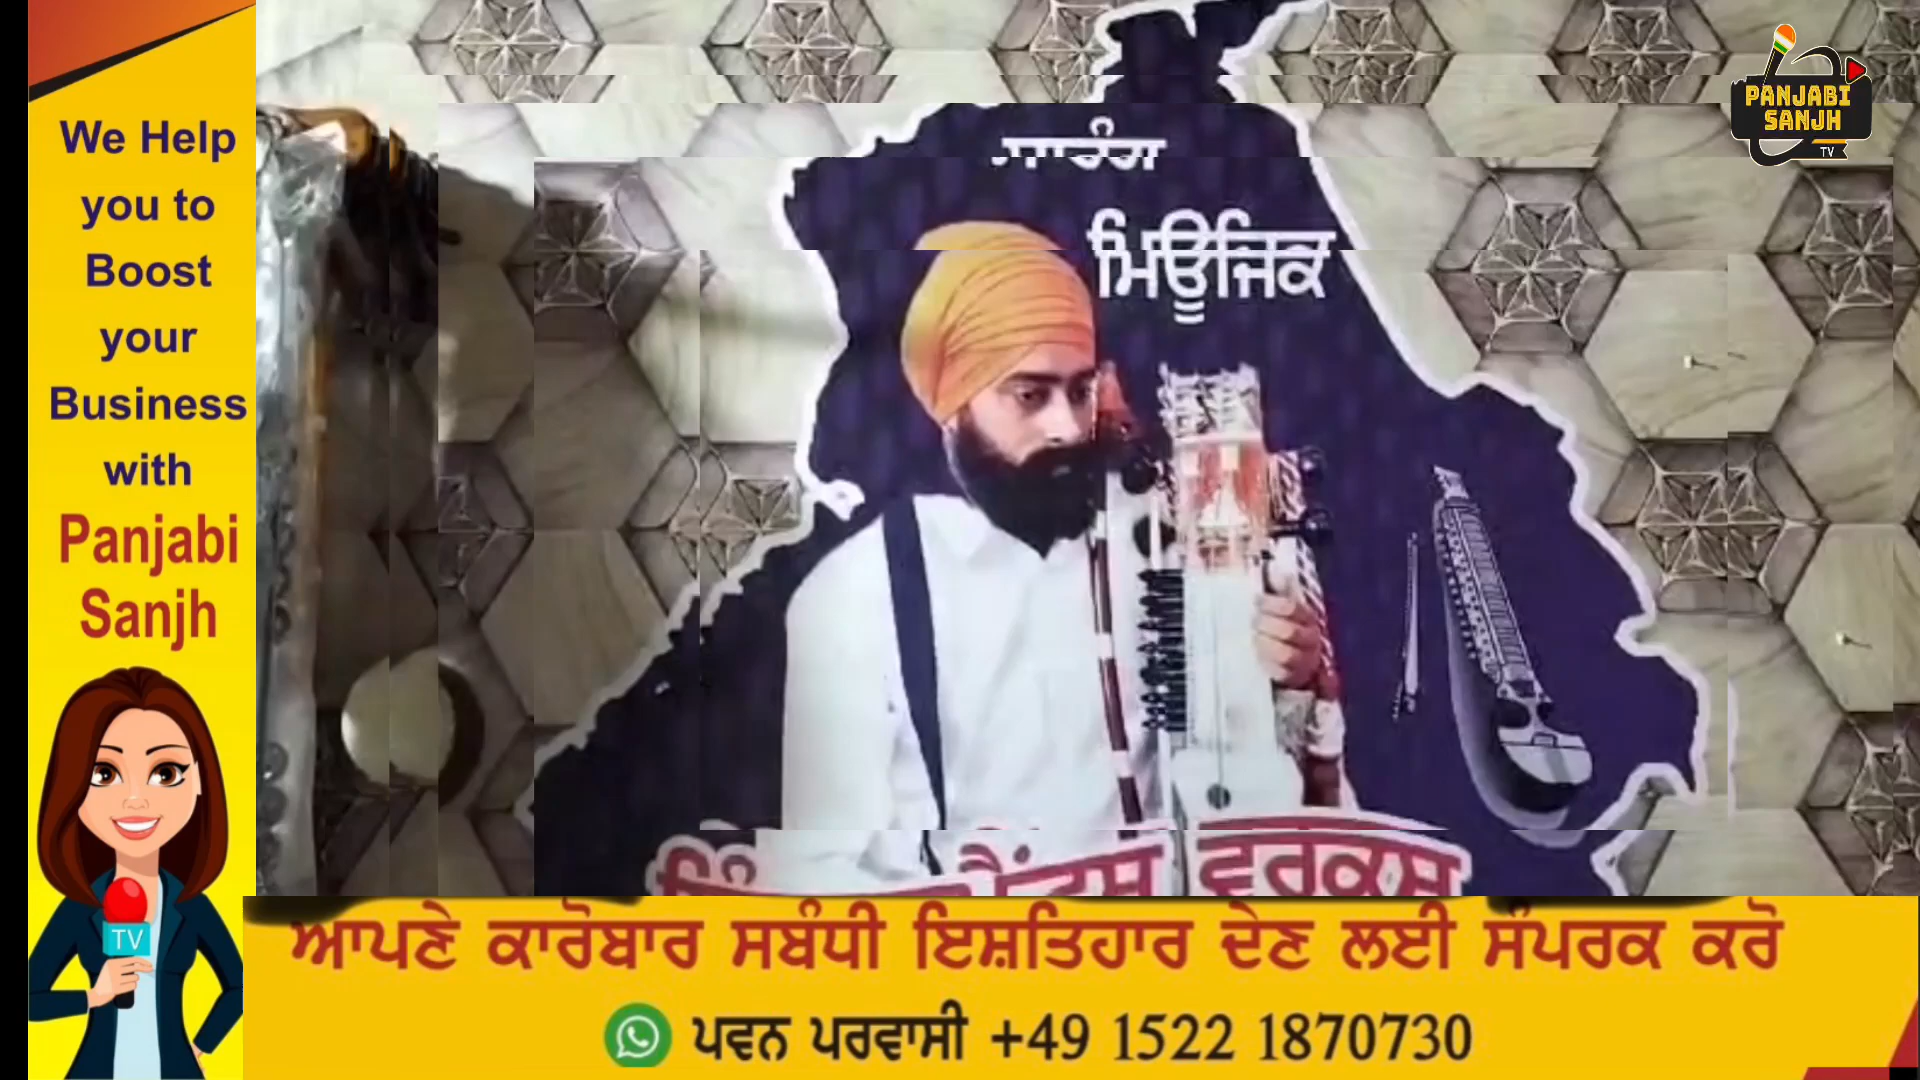 We Help
you to
Boost
your
Business
with
Panjabi
Sanjh
TV
PANJABI
SANJH
TV
ਮਿਊਜਿਕ
ਵਰਕਸ
ਆਪਣੇ ਕਾਰੋਬਾਰ ਸਬੰਧੀ ਇਸ਼ਤਿਹਾਰ ਦੇਣ ਲਈ ਸੰਪਰਕ ਕਰੋ
ਪਵਨ ਪਰਵਾਸੀ +49 1522 1870730